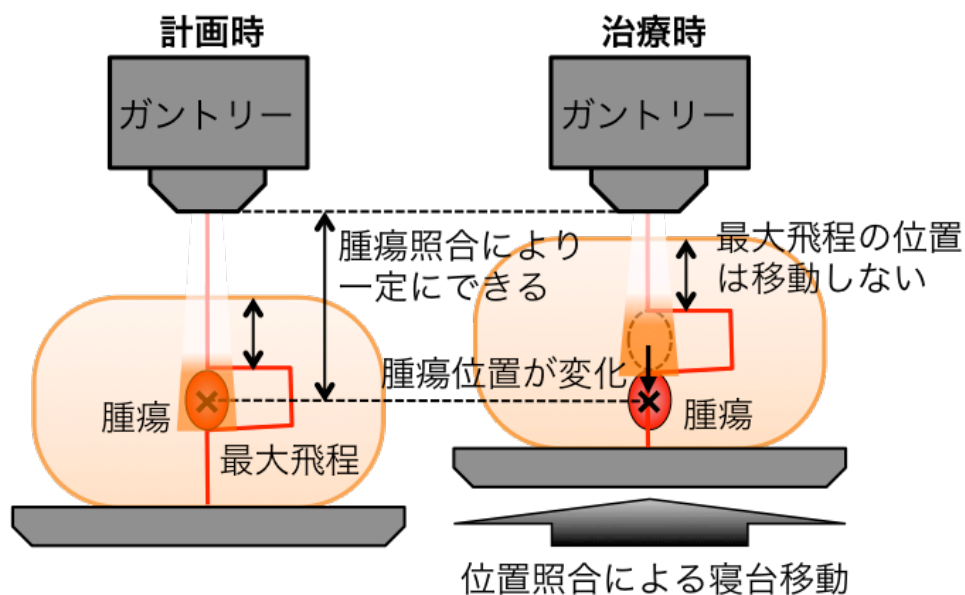 計画時
治療時
ガントリー
ガントリー
腫瘍照合により
一定にできる
最大飛程の位置
は移動しない
腫瘍位置が変化
腫瘍
腫瘍
最大飛程
位置照合による寝台移動